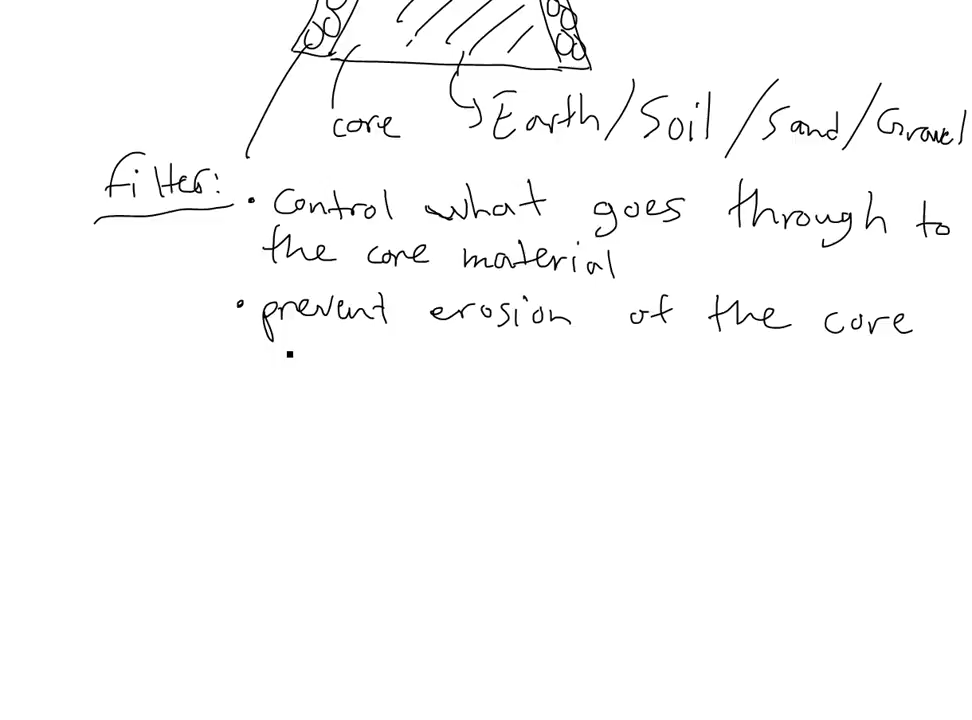 core
Earth/Soil/Sand/Gravel
filter:
• Control what goes through to
the core material
• prevent erosion of the core